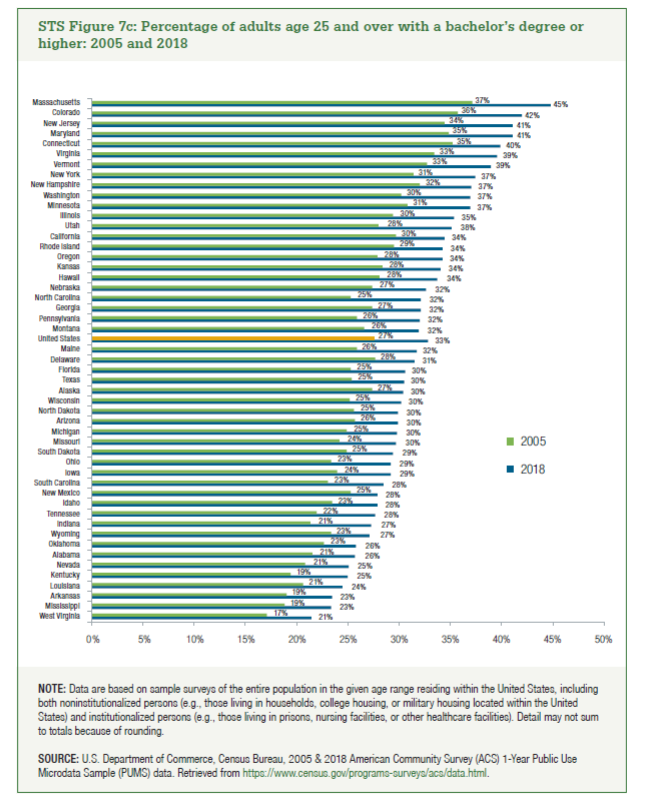 STS Figure 7c: Percentage of adults age 25 and over with a bachelor's degree or
higher: 2005 and 2018
Massachusetts 37% 45%
Colorado 36% 42%
New Jersey 34% 41%
Maryland 35% 41%
Connecticut 35% 40%
Virginia 33% 39%
Vermont 33% 39%
New York 31% 37%
New Hampshire 32% 37%
Washington 30% 37%
Minnesota 31% 37%
Illinois 30% 35%
Utah 28% 38%
California 30% 34%
Rhode Island 29% 34%
Oregon 28% 34%
Kansas 28% 34%
Hawaii 28% 34%
Nebraska 27% 32%
North Carolina 25% 32%
Georgia 27% 32%
Pennsylvania 26% 32%
Montana 26% 32%
United States 27% 33%
Maine 26% 32%
Delaware 28% 31%
Florida 25% 30%
Texas 25% 30%
Alaska 27% 30%
Wisconsin 25% 30%
North Dakota 25% 30%
Arizona 26% 30%
Michigan 25% 30%
Missouri 24% 30%
South Dakota 25% 29%
Ohio 23% 29%
Iowa 24% 29%
South Carolina 23% 28%
New Mexico 25% 28%
Idaho 23% 28%
Tennessee 22% 28%
Indiana 21% 27%
Wyoming 23% 27%
Oklahoma 23% 26%
Alabama 21% 26%
Nevada 21% 25%
Kentucky 19% 25%
Louisiana 21% 24%
Arkansas 19% 23%
Mississippi 19% 23%
West Virginia 17% 21%
2005
2018
0% 5% 10% 15% 20% 25% 30% 35% 40% 45% 50%
NOTE: Data are based on sample surveys of the entire population in the given age range residing within the United States, including
both noninstitutionalized persons (e.g., those living in households, college housing, or military housing located within the United
States) and institutionalized persons (e.g., those living in prisons, nursing facilities, or other healthcare facilities). Detail may not sum
to totals because of rounding.
SOURCE: U.S. Department of Commerce, Census Bureau, 2005 & 2018 American Community Survey (ACS) 1-Year Public Use
Microdata Sample (PUMS) data. Retrieved from https://www.census.gov/programs-surveys/acs/data.html.